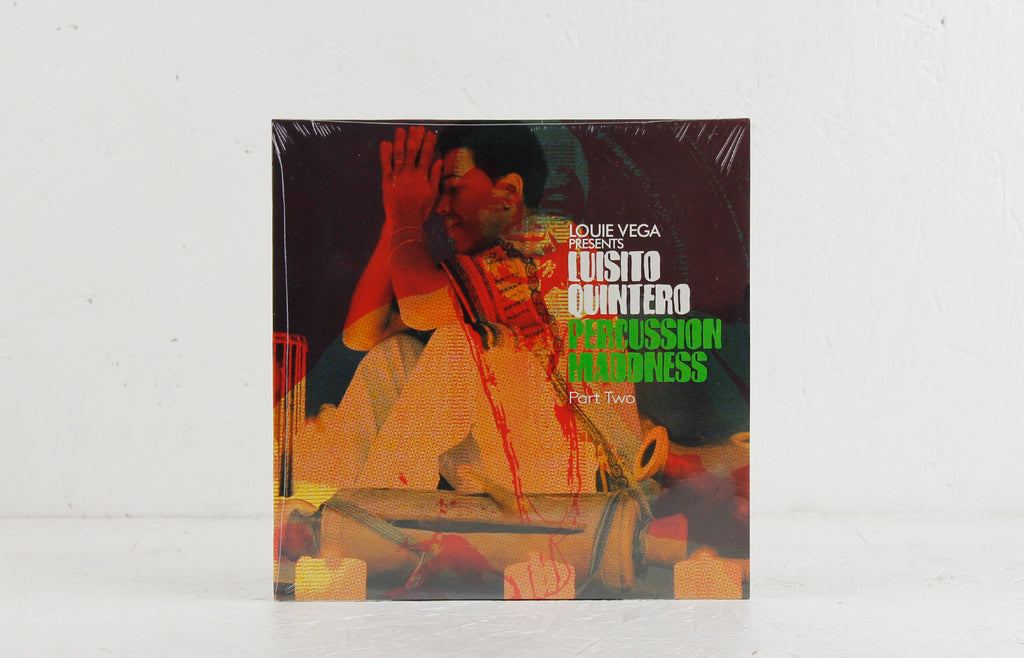 LOUIE VEGA
PRESENTS
LUISITO
QUINTERO
PERCUSSION
MADDNESS
Part Two